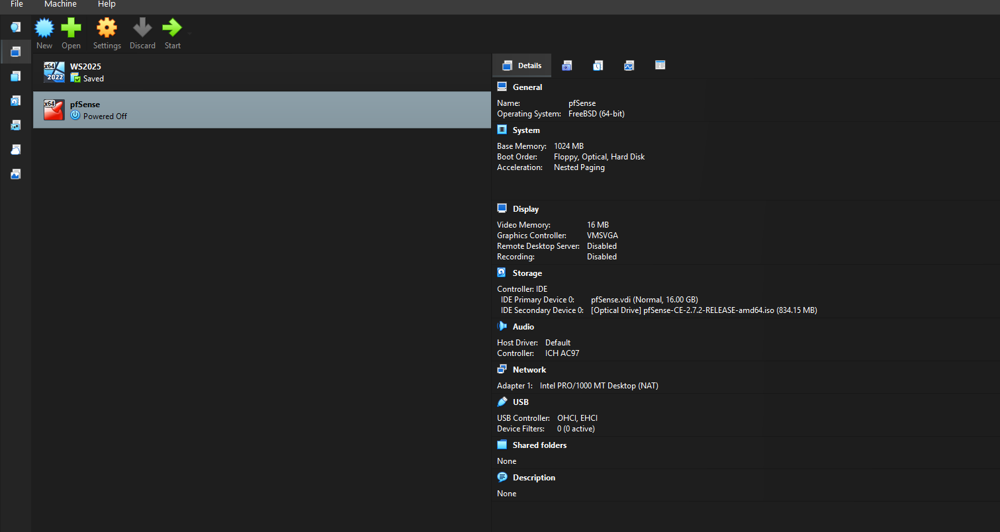 File Machine Help
New Open Settings Discard Start
x64 2022 WS2025
Saved
x64 pfSense
Powered Off
Details
General
Name: pfSense
Operating System: FreeBSD (64-bit)
System
Base Memory: 1024 MB
Boot Order: Floppy, Optical, Hard Disk
Acceleration: Nested Paging
Display
Video Memory: 16 MB
Graphics Controller: VMSVGA
Remote Desktop Server: Disabled
Recording: Disabled
Storage
Controller: IDE
IDE Primary Device 0: pfSense.vdi (Normal, 16.00 GB)
IDE Secondary Device 0: [Optical Drive] pfSense-CE-2.7.2-RELEASE-amd64.iso (834.15 MB)
Audio
Host Driver: Default
Controller: ICH AC97
Network
Adapter 1: Intel PRO/1000 MT Desktop (NAT)
USB
USB Controller: OHCI, EHCI
Device Filters: 0 (0 active)
Shared folders
None
Description
None